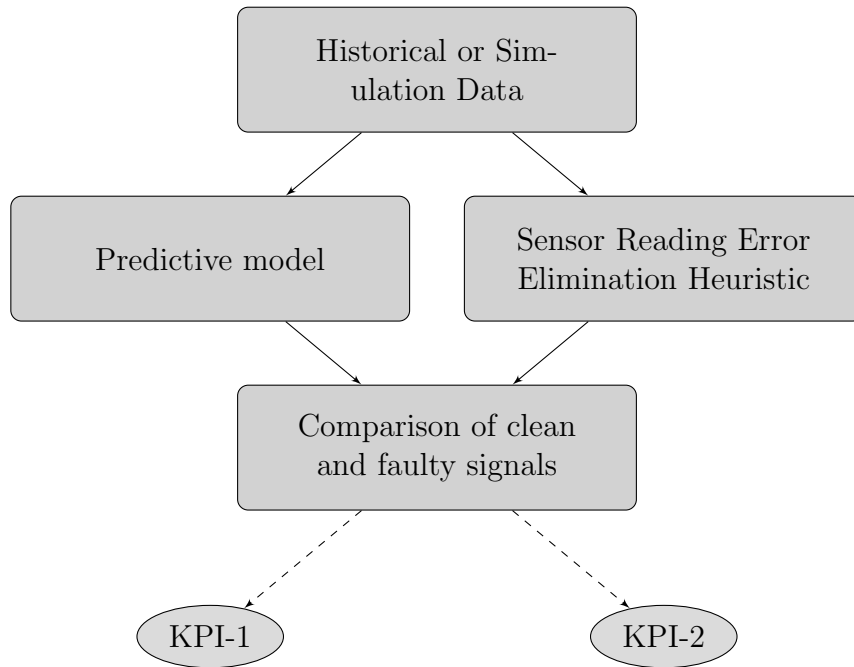 Historical or Sim-
ulation Data
Predictive model
Sensor Reading Error
Elimination Heuristic
Comparison of clean
and faulty signals
KPI-1
KPI-2